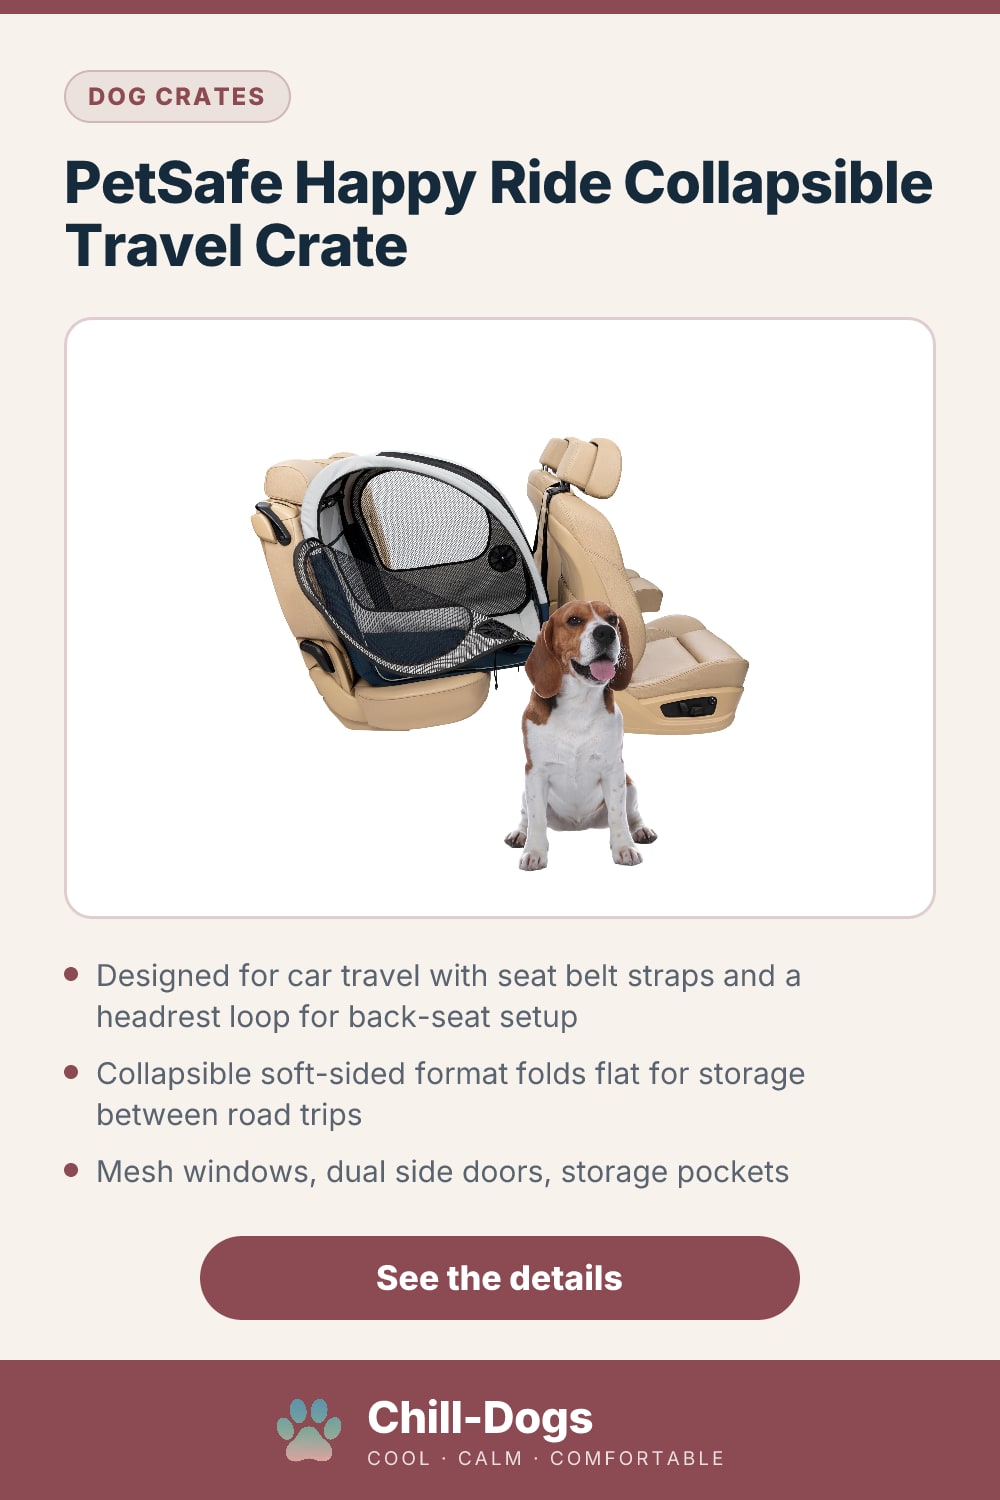 DOG CRATES
PetSafe Happy Ride Collapsible
Travel Crate
Designed for car travel with seat belt straps and a
headrest loop for back-seat setup
Collapsible soft-sided format folds flat for storage
between road trips
Mesh windows, dual side doors, storage pockets
See the details
Chill-Dogs
COOL · CALM · COMFORTABLE